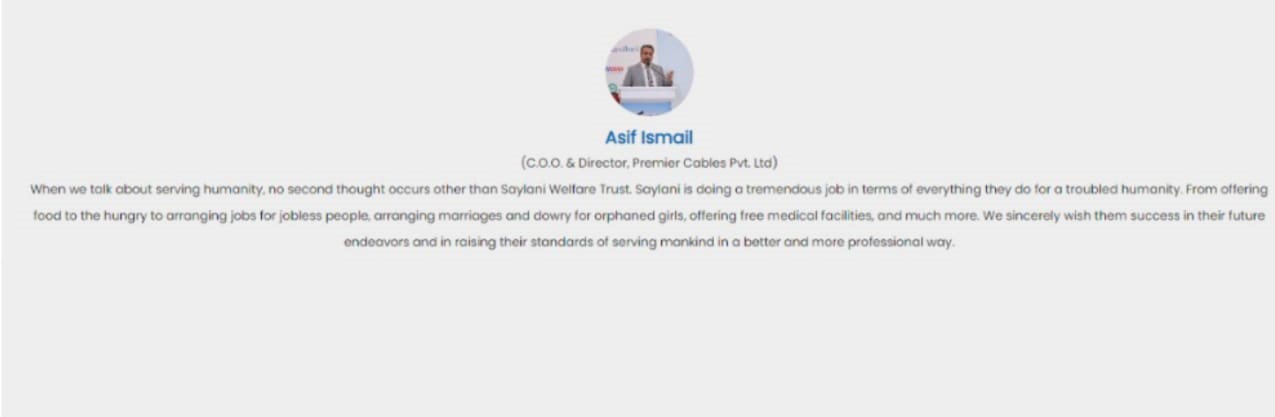 Asif Ismail
(C.O.O. & Director, Premier Cables Pvt. Ltd)
When we talk about serving humanity, no second thought occurs other than Saylani Welfare Trust. Saylani is doing a tremendous job in terms of everything they do for a troubled humanity. From offering
food to the hungry to arranging jobs for jobless people, arranging marriages and dowry for orphaned girls, offering free medical facilities, and much more. We sincerely wish them success in their future
endeavors and in raising their standards of serving mankind in a better and more professional way.